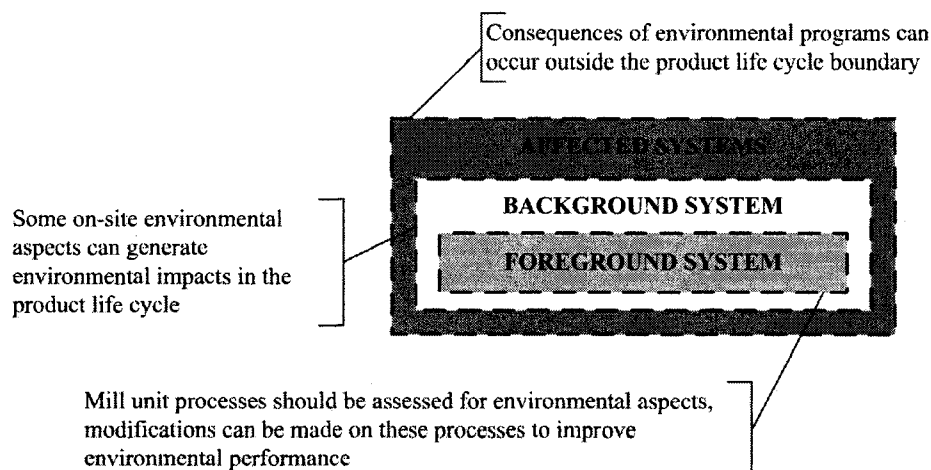 Consequences of environmental programs can
occur outside the product life cycle boundary
AFFECTED SYSTEMS
BACKGROUND SYSTEM
FOREGROUND SYSTEM
Some on-site environmental
aspects can generate
environmental impacts in the
product life cycle
Mill unit processes should be assessed for environmental aspects,
modifications can be made on these processes to improve
environmental performance